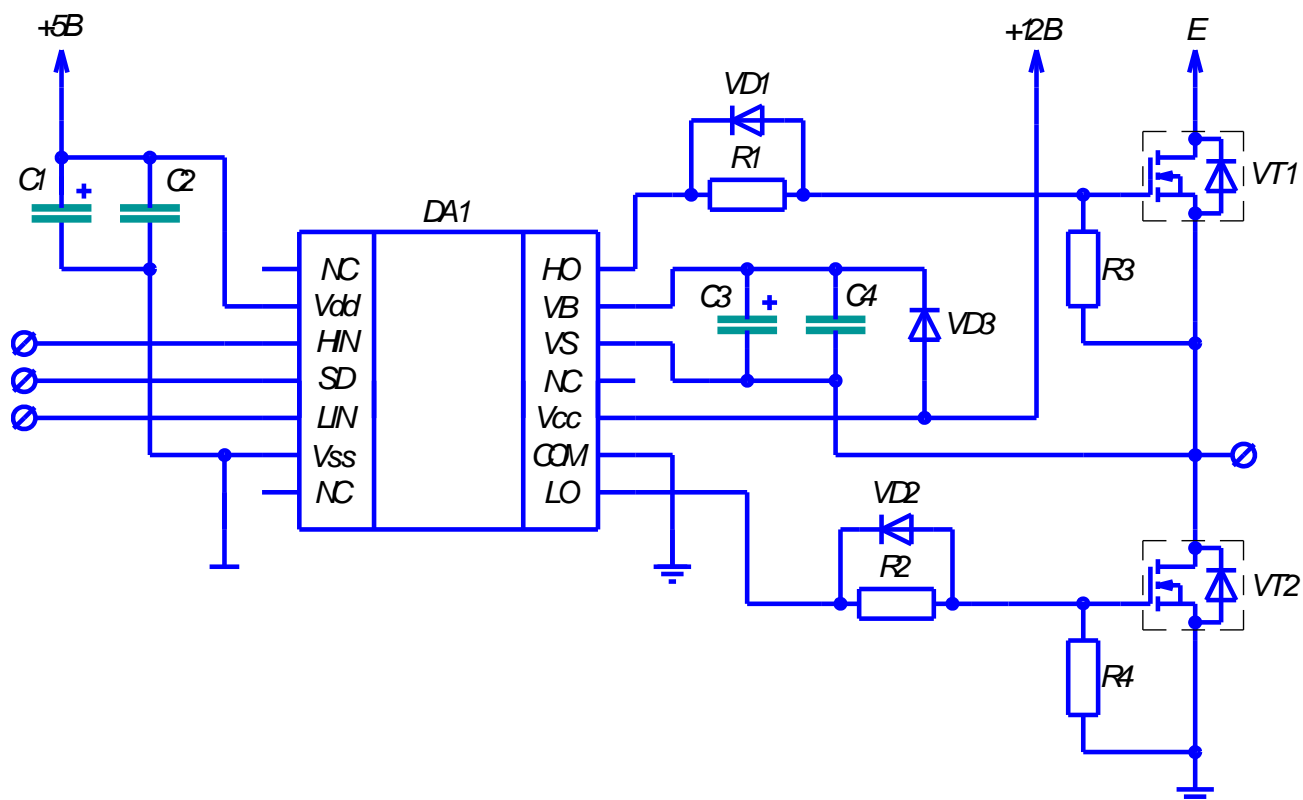 +5В
+12В
E
VD1
C1
+
C2
R1
VT1
DA1
NC
HO
R3
Vdd
VB
C3
+
C4
HIN
VS
VD3
SD
NC
LIN
Vcc
Vss
COM
NC
LO
VD2
R2
VT2
R4